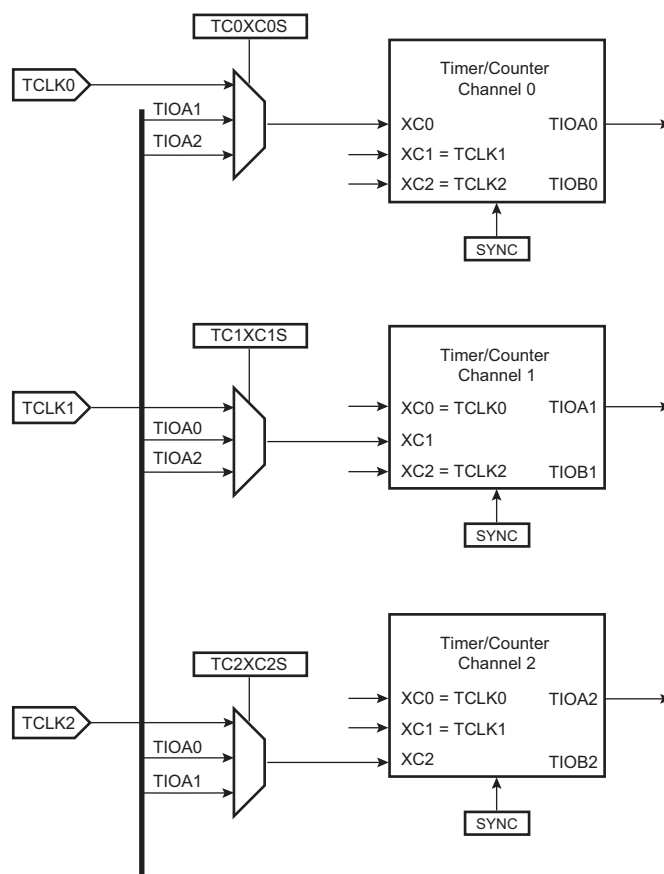 TC0XC0S
TCLK0
TIOA1
TIOA2
Timer/Counter
Channel 0
XC0
TIOA0
XC1 = TCLK1
XC2 = TCLK2
TIOB0
SYNC
TC1XC1S
TCLK1
TIOA0
TIOA2
Timer/Counter
Channel 1
XC0 = TCLK0
TIOA1
XC1
XC2 = TCLK2
TIOB1
SYNC
TC2XC2S
TCLK2
TIOA0
TIOA1
Timer/Counter
Channel 2
XC0 = TCLK0
TIOA2
XC1 = TCLK1
XC2
TIOB2
SYNC